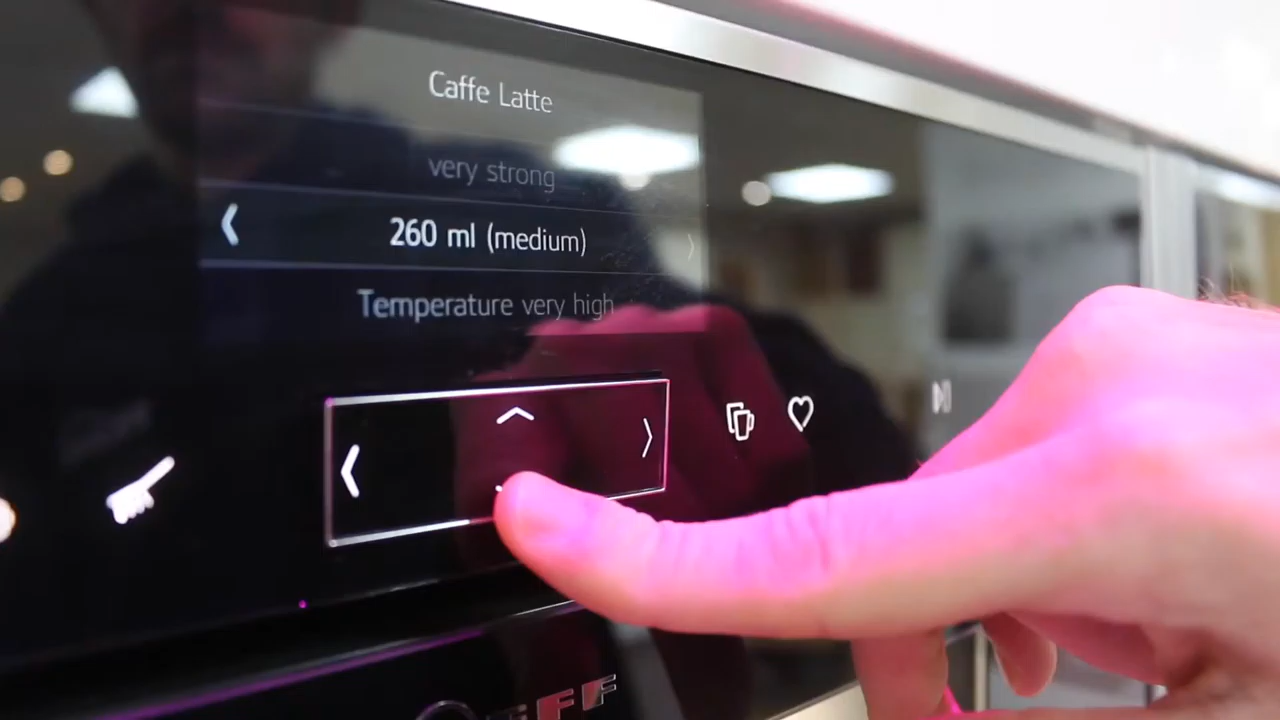 Caffe Latte
very strong
260 ml (medium)
Temperature very high